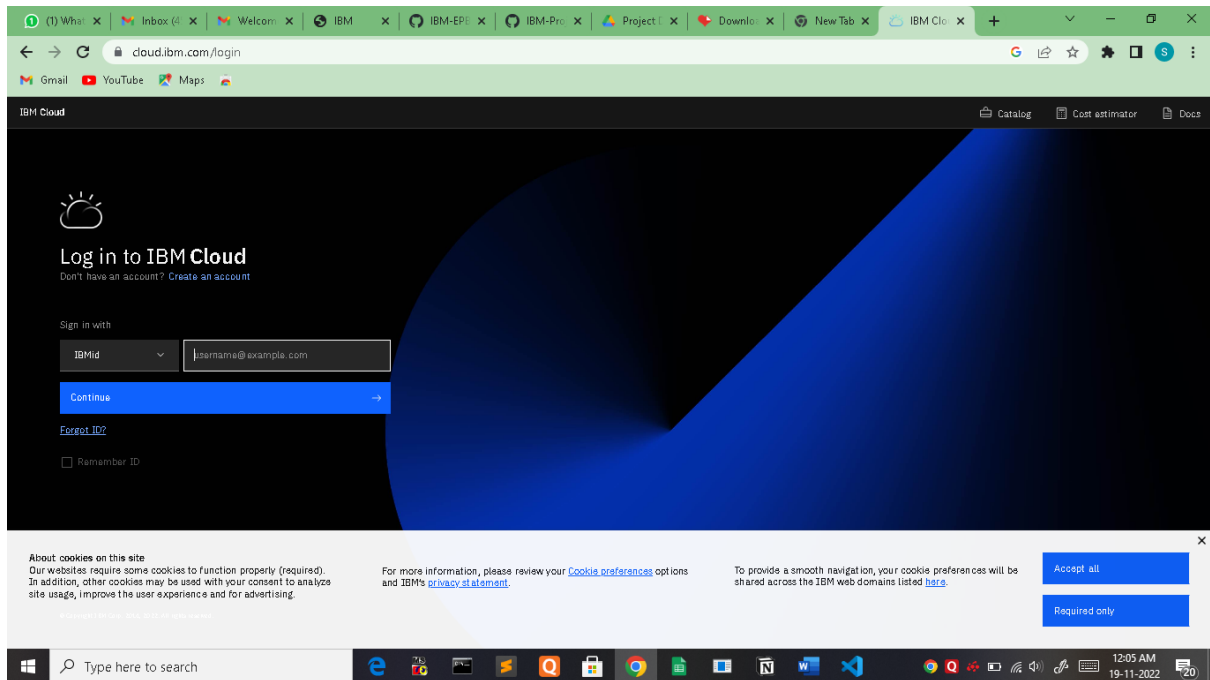 (1) What
Inbox (4
Welcom
IBM
IBM-EPB
IBM-Pro
Project D
Downloa
New Tab
IBM Clo
cloud.ibm.com/login
S
Gmail
YouTube
Maps
IBM Cloud
Catalog
Cost estimator
Docs
Log in to IBM Cloud
Don't have an account? Create an account
Sign in with
IBMid
username@example.com
Continue
Forgot ID?
Remember ID
About cookies on this site
Our websites require some cookies to function properly (required).
In addition, other cookies may be used with your consent to analyze
site usage, improve the user experience and for advertising.
For more information, please review your Cookie preferences options
and IBM's privacy statement.
To provide a smooth navigation, your cookie preferences will be
shared across the IBM web domains listed here.
Accept all
Required only
Type here to search
12:05 AM
19-11-2022
20